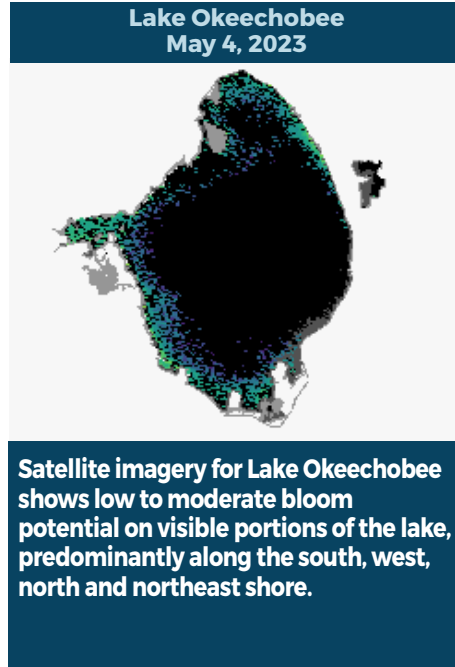 Lake Okeechobee
May 4, 2023
Satellite imagery for Lake Okeechobee
shows low to moderate bloom
potential on visible portions of the lake,
predominantly along the south, west,
north and northeast shore.